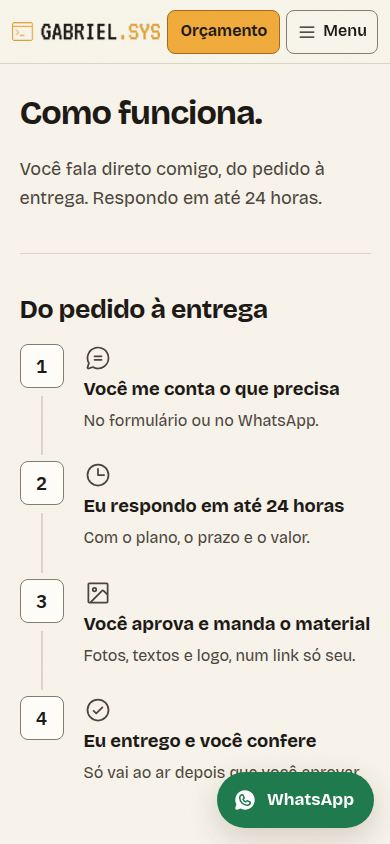 GABRIEL.SYS
Orçamento
Menu
Como funciona.
Você fala direto comigo, do pedido à
entrega. Respondo em até 24 horas.
Do pedido à entrega
1
Você me conta o que precisa
No formulário ou no WhatsApp.
2
Eu respondo em até 24 horas
Com o plano, o prazo e o valor.
3
Você aprova e manda o material
Fotos, textos e logo, num link só seu.
4
Eu entrego e você confere
Só vai ao ar depois que você aprovar.
WhatsApp